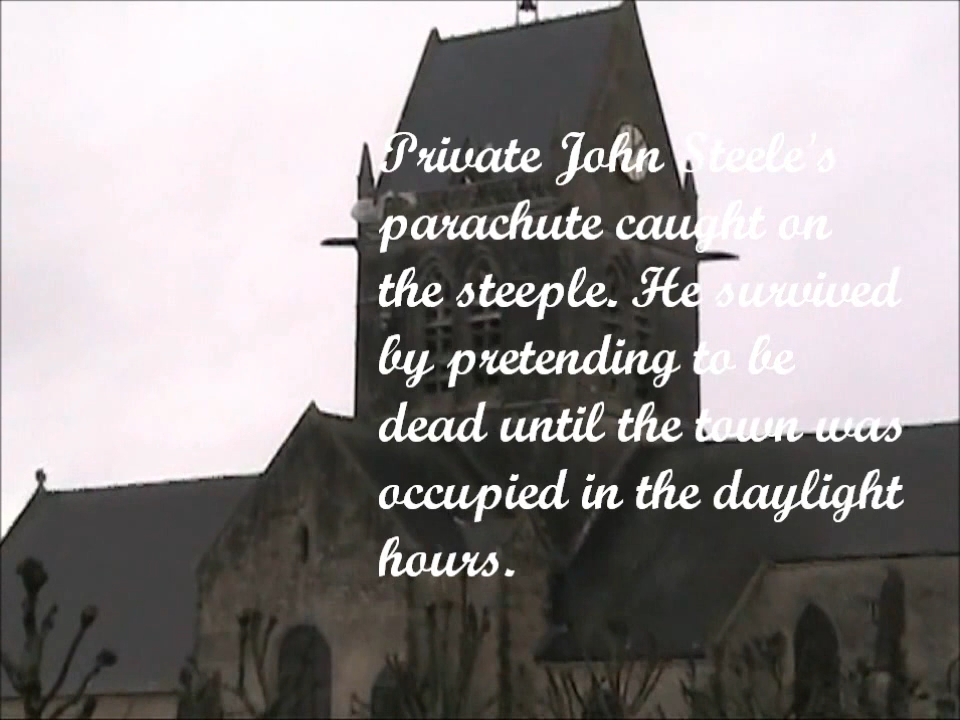 Private John Steele's
parachute caught on
the steeple. He survived
by pretending to be
dead until the town was
occupied in the daylight
hours.